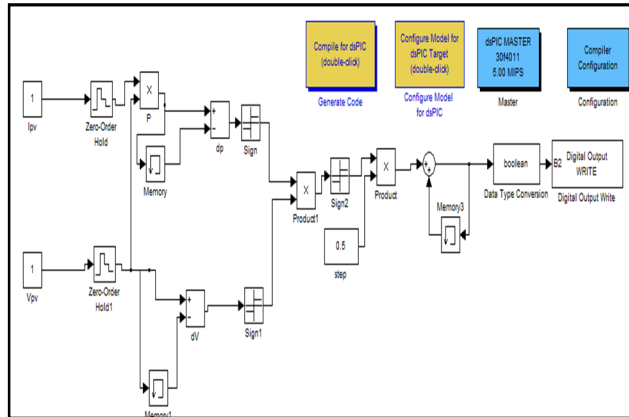 Compile for dsPIC
(double-click)
Generate Code
Configure Model for
dsPIC Target
(double-click)
Configure Model
for dsPIC
dsPIC MASTER
30f4011
5.00 MIPS
Master
Compiler
Configuration
Configuration
1
Ipv
Zero-Order
Hold
X
P
Memory
+
−
dp
Sign
X
Product1
Sign2
X
Product
+
+
Memory3
boolean
Data Type Conversion
B2
Digital Output
WRITE
Digital Output Write
0.5
step
1
Vpv
Zero-Order
Hold1
+
−
dV
Sign1
Memory1